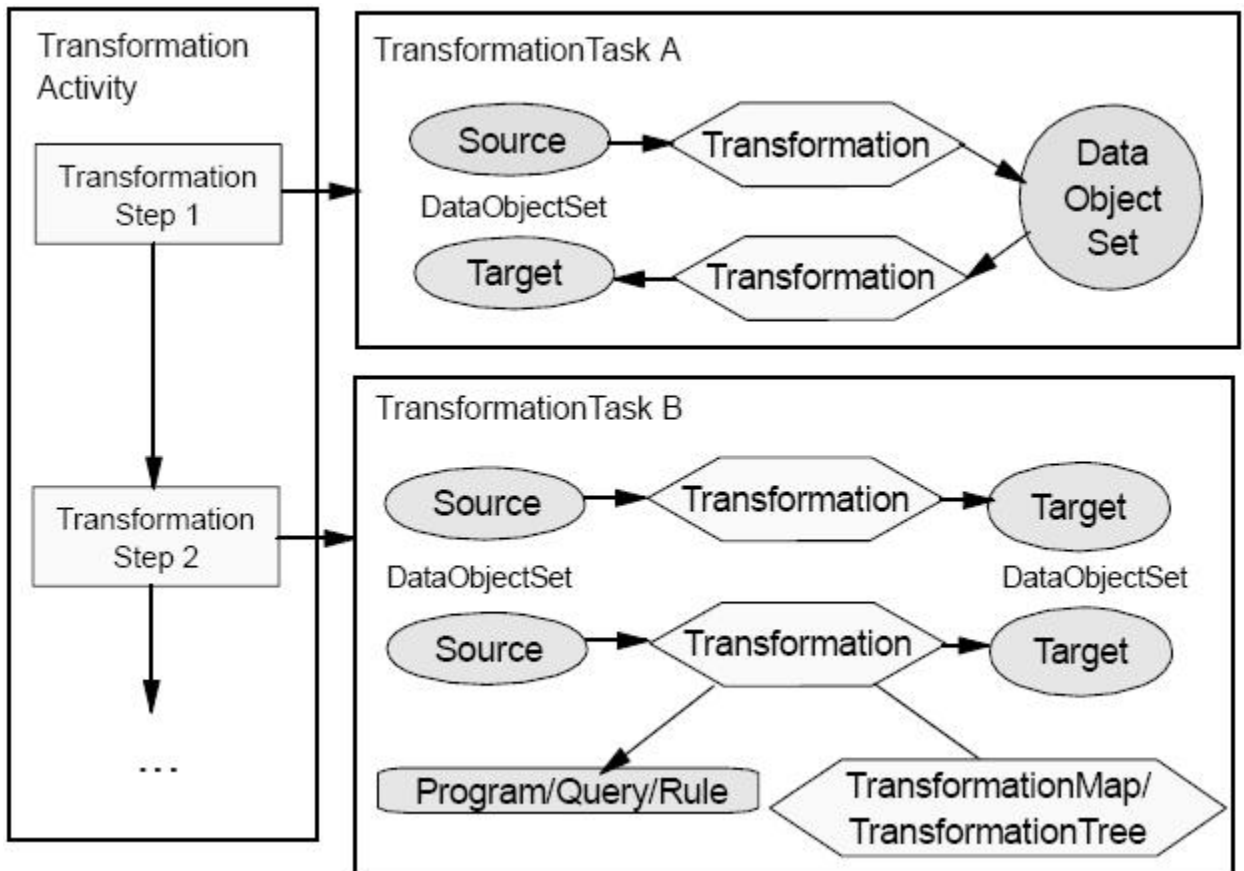 Transformation
Activity
Transformation
Step 1
Transformation
Step 2
...
TransformationTask A
Source
Transformation
Data
Object
Set
DataObjectSet
Target
Transformation
TransformationTask B
Source
Transformation
Target
DataObjectSet
DataObjectSet
Source
Transformation
Target
Program/Query/Rule
TransformationMap/
TransformationTree